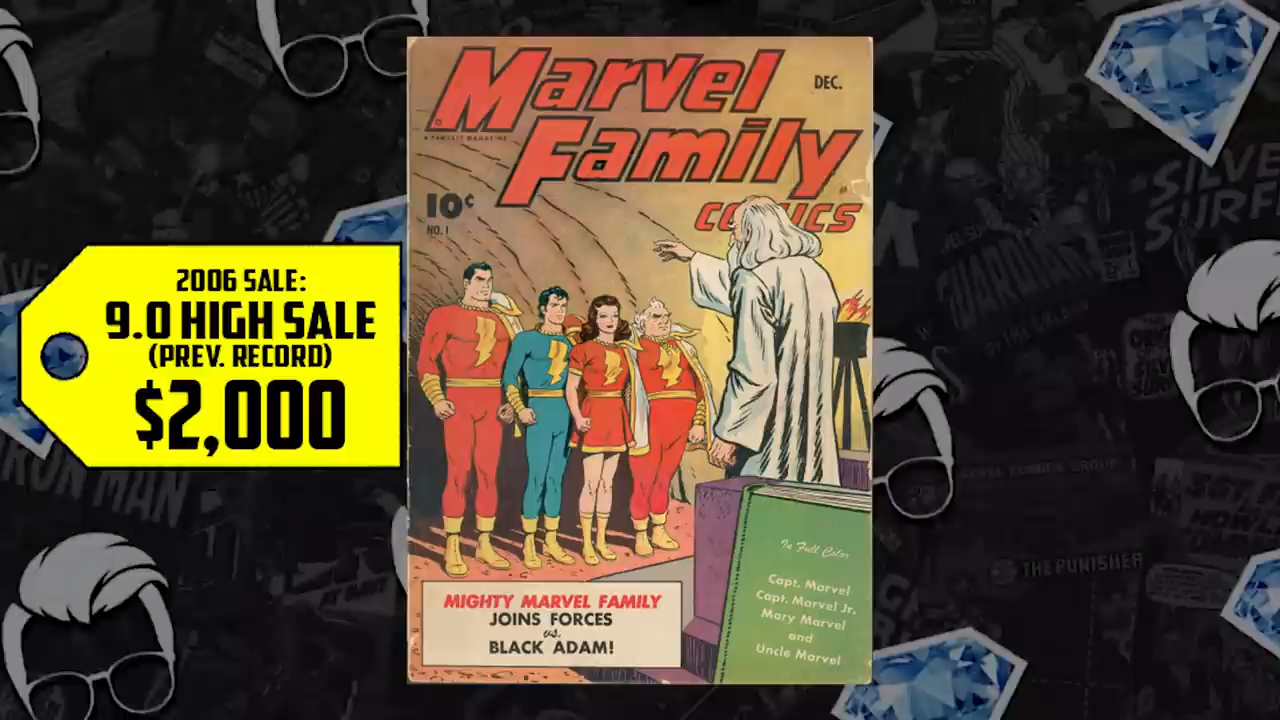 2006 SALE:
9.0 HIGH SALE
(PREV. RECORD)
$2,000
Marvel
Family
COMICS
DEC.
A FAWCETT MAGAZINE
10¢
NO. 1
In Full Color
Capt. Marvel
Capt. Marvel Jr.
Mary Marvel
and
Uncle Marvel
MIGHTY MARVEL FAMILY
JOINS FORCES
vs.
BLACK ADAM!
IRON MAN
THE PUNISHER